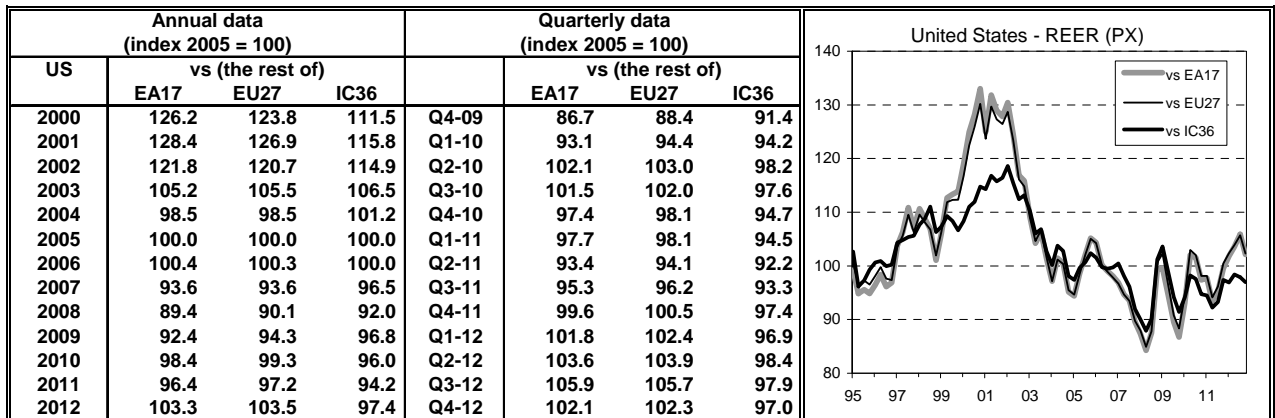 Annual data
(index 2005 = 100)
Quarterly data
(index 2005 = 100)
US vs (the rest of) vs (the rest of)
EA17 EU27 IC36 EA17 EU27 IC36
2000 126.2 123.8 111.5 Q4-09 86.7 88.4 91.4
2001 128.4 126.9 115.8 Q1-10 93.1 94.4 94.2
2002 121.8 120.7 114.9 Q2-10 102.1 103.0 98.2
2003 105.2 105.5 106.5 Q3-10 101.5 102.0 97.6
2004 98.5 98.5 101.2 Q4-10 97.4 98.1 94.7
2005 100.0 100.0 100.0 Q1-11 97.7 98.1 94.5
2006 100.4 100.3 100.0 Q2-11 93.4 94.1 92.2
2007 93.6 93.6 96.5 Q3-11 95.3 96.2 93.3
2008 89.4 90.1 92.0 Q4-11 99.6 100.5 97.4
2009 92.4 94.3 96.8 Q1-12 101.8 102.4 96.9
2010 98.4 99.3 96.0 Q2-12 103.6 103.9 98.4
2011 96.4 97.2 94.2 Q3-12 105.9 105.7 97.9
2012 103.3 103.5 97.4 Q4-12 102.1 102.3 97.0
United States - REER (PX)
140
130
120
110
100
90
80
vs EA17
vs EU27
vs IC36
95 97 99 01 03 05 07 09 11